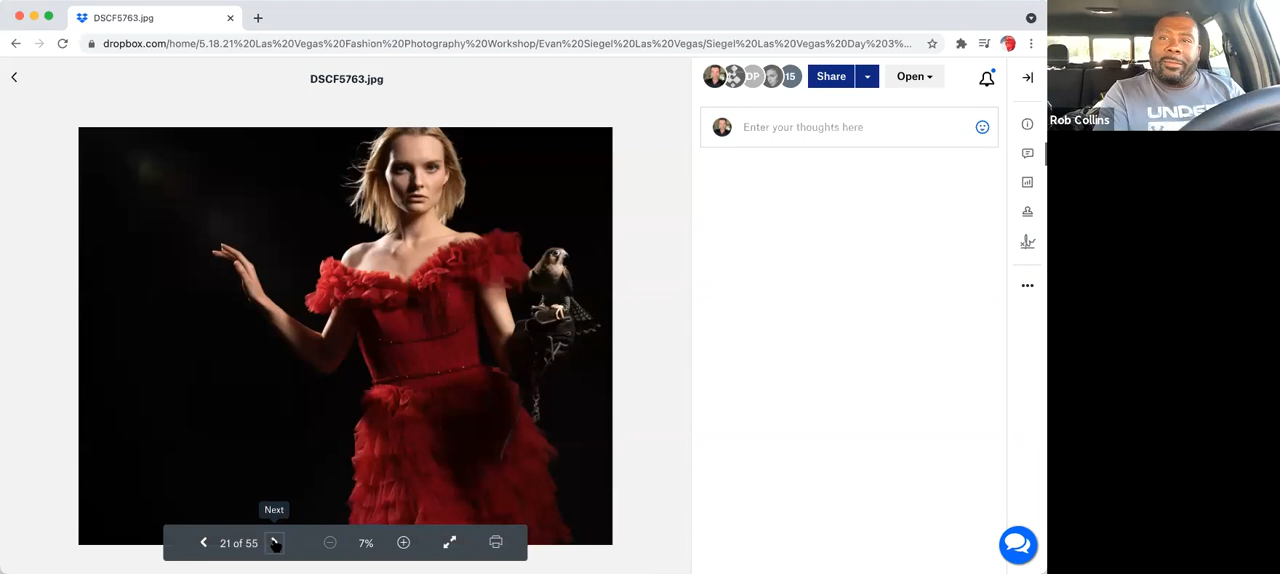 DSCF5763.jpg
dropbox.com/home/5.18.21%20Las%20Vegas%20Fashion%20Photography%20Workshop/Evan%20Siegel%20Las%20Vegas/Siegel%20Las%20Vegas%20Day%203%...
DSCF5763.jpg
DP
15
Share
Open
Enter your thoughts here
Next
21 of 55
7%
UNDER
Rob Collins